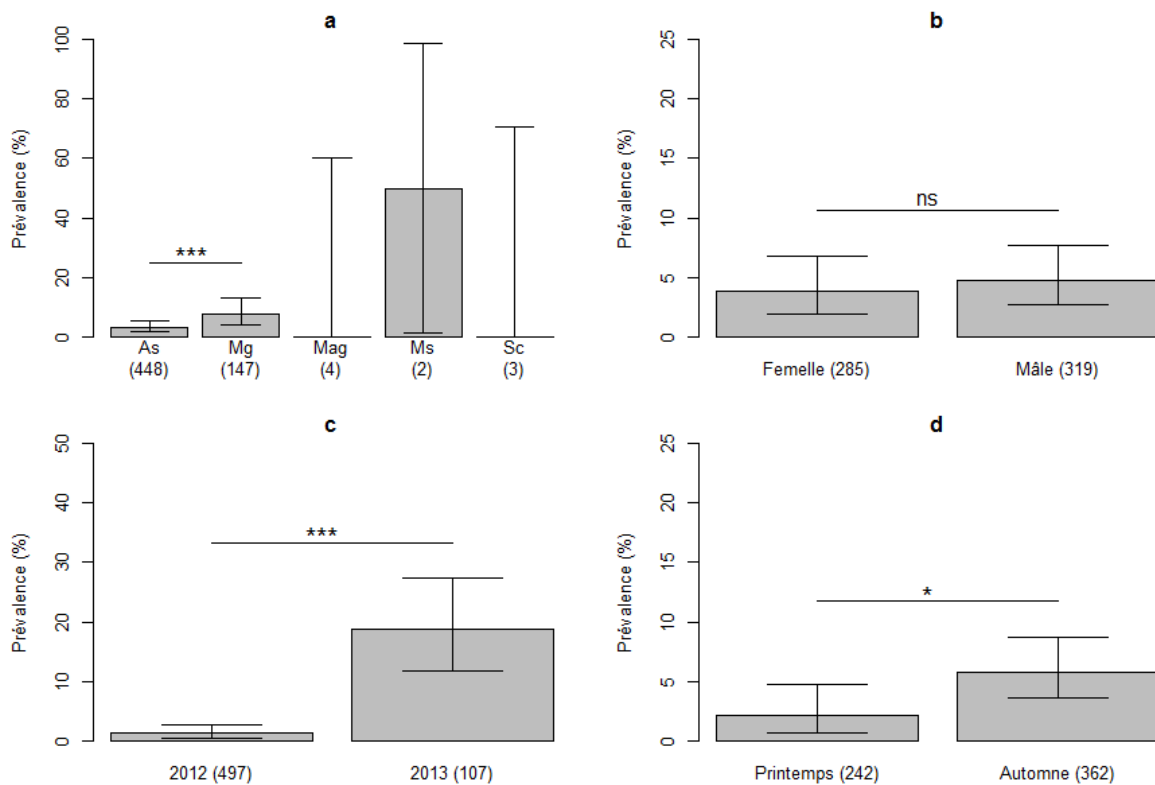 a
Prévalence (%)
100
80
60
40
20
0
***
As
(448)
Mg
(147)
Mag
(4)
Ms
(2)
Sc
(3)
b
Prévalence (%)
25
20
15
10
5
0
ns
Femelle (285)
Mâle (319)
c
Prévalence (%)
50
40
30
20
10
0
***
2012 (497)
2013 (107)
d
Prévalence (%)
25
20
15
10
5
0
*
Printemps (242)
Automne (362)